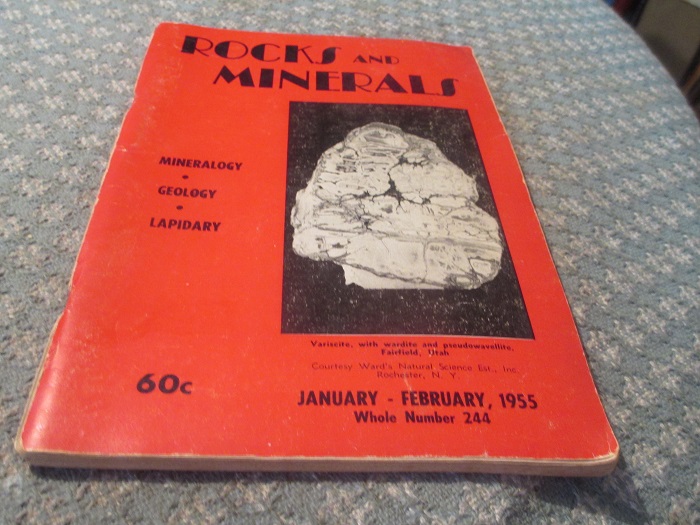 ROCKS AND
MINERALS
MINERALOGY
•
GEOLOGY
•
LAPIDARY
Variscite, with wardite and pseudowavellite,
Fairfield, Utah
Courtesy Ward's Natural Science Est., Inc.
Rochester, N. Y.
60c
JANUARY - FEBRUARY, 1955
Whole Number 244